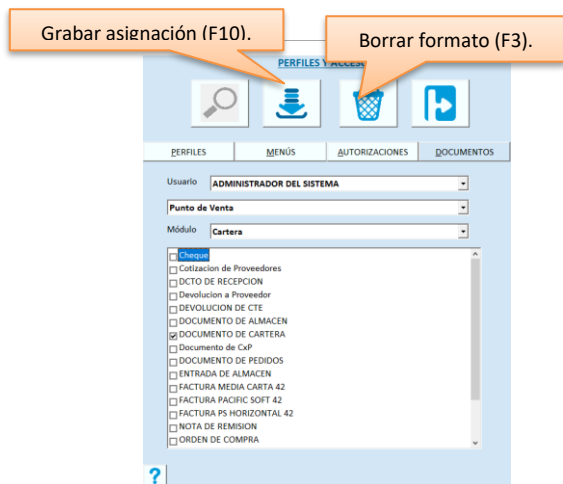 Grabar asignación (F10).
Borrar formato (F3).
PERFILES Y ACCESO
PERFILES
MENÚS
AUTORIZACIONES
DOCUMENTOS
Usuario ADMINISTRADOR DEL SISTEMA
Punto de Venta
Módulo Cartera
Cheque
Cotizacion de Proveedores
DCTO DE RECEPCION
Devolucion a Proveedor
DEVOLUCION DE CTE
DOCUMENTO DE ALMACEN
DOCUMENTO DE CARTERA
Documento de CxP
DOCUMENTO DE PEDIDOS
ENTRADA DE ALMACEN
FACTURA MEDIA CARTA 42
FACTURA PACIFIC SOFT 42
FACTURA PS HORIZONTAL 42
NOTA DE REMISION
ORDEN DE COMPRA
?